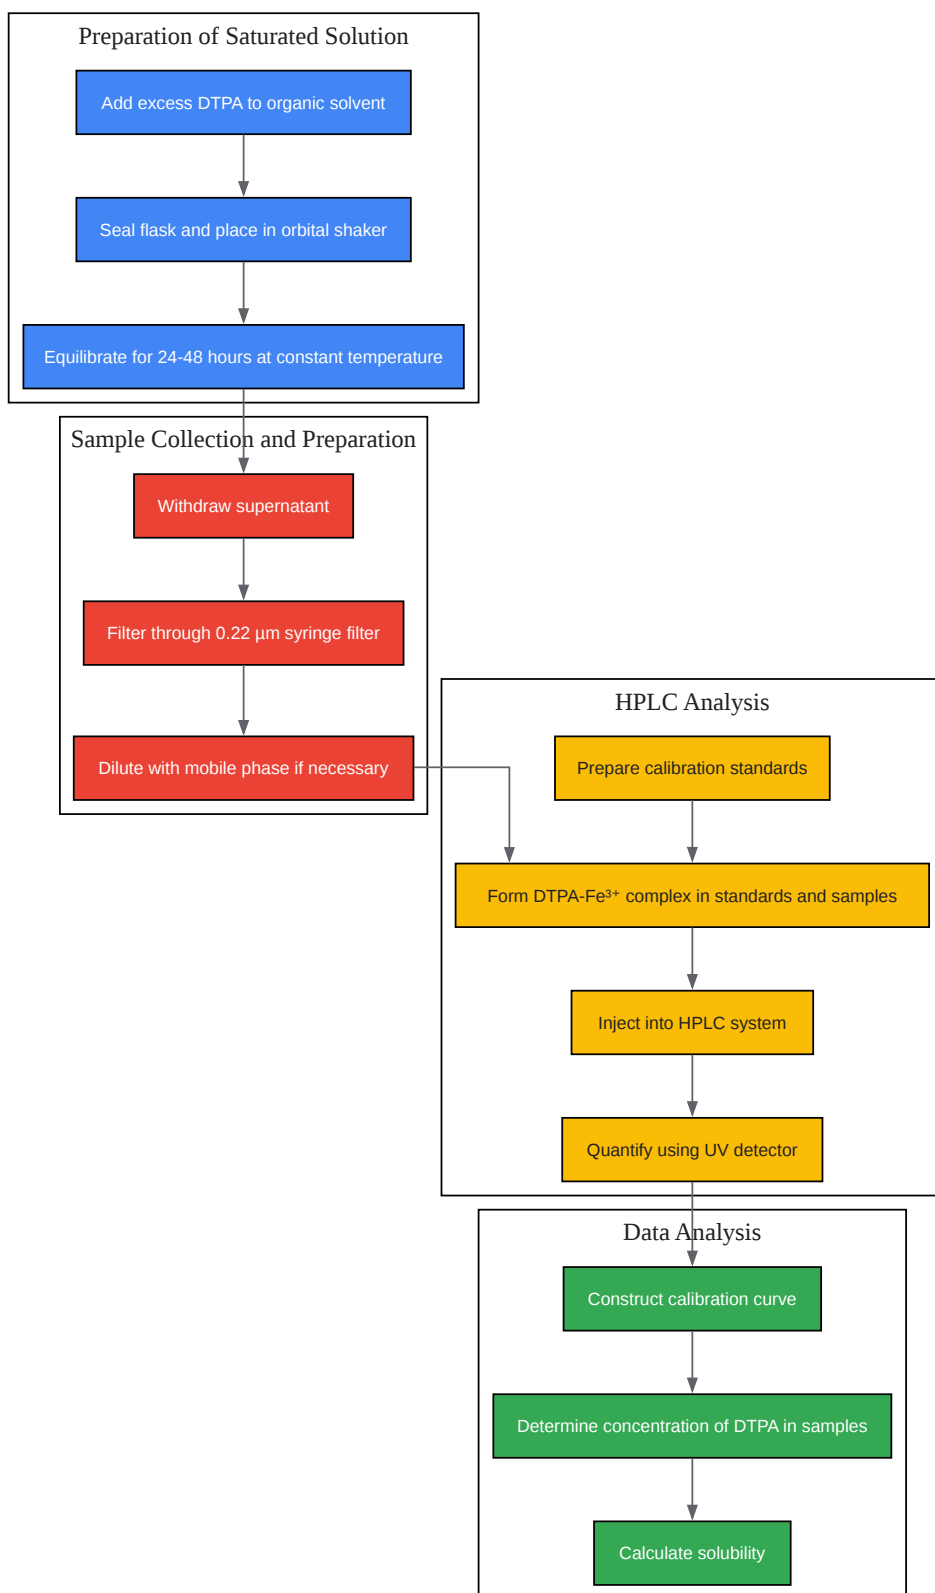 Preparation of Saturated Solution
Add excess DTPA to organic solvent
Seal flask and place in orbital shaker
Equilibrate for 24-48 hours at constant temperature
Sample Collection and Preparation
Withdraw supernatant
Filter through 0.22 µm syringe filter
Dilute with mobile phase if necessary
HPLC Analysis
Prepare calibration standards
Form DTPA-Fe³⁺ complex in standards and samples
Inject into HPLC system
Quantify using UV detector
Data Analysis
Construct calibration curve
Determine concentration of DTPA in samples
Calculate solubility